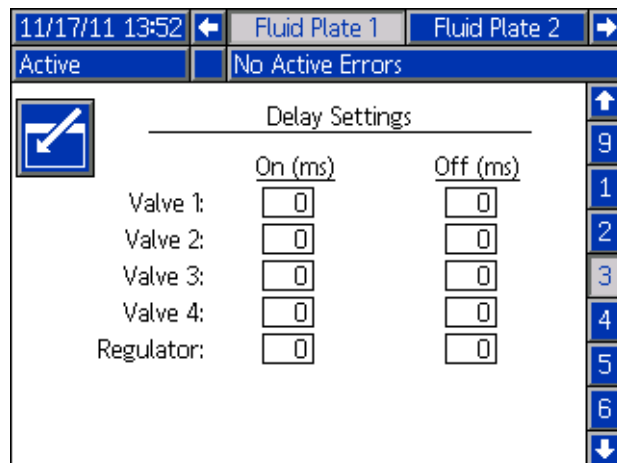 11/17/11 13:52 Fluid Plate 1 Fluid Plate 2
Active No Active Errors
Delay Settings
On (ms) Off (ms)
Valve 1: 0 0
Valve 2: 0 0
Valve 3: 0 0
Valve 4: 0 0
Regulator: 0 0
9
1
2
3
4
5
6